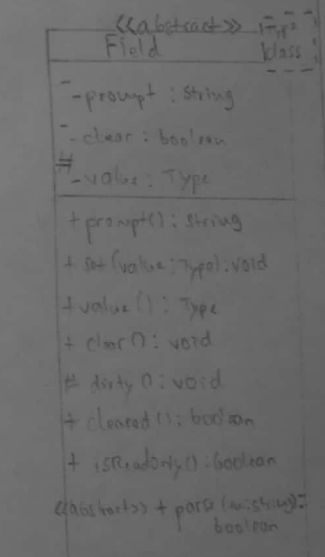 <<abstract>>
Field
class
- prompt : String
- clear : boolean
# - value : Type
+ prompt() : String
+ set(value : Type) : void
+ value() : Type
+ clear() : void
# dirty() : void
+ cleared() : boolean
+ isReadOnly() : boolean
<<abstract>> + parse( : String) :
boolean